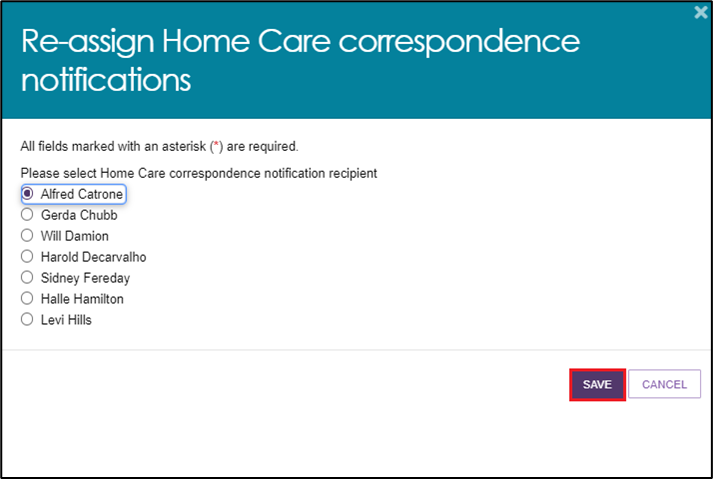 Re-assign Home Care correspondence
notifications
All fields marked with an asterisk (*) are required.
Please select Home Care correspondence notification recipient
Alfred Catrone
Gerda Chubb
Will Damion
Harold Decarvalho
Sidney Fereday
Halle Hamilton
Levi Hills
SAVE CANCEL